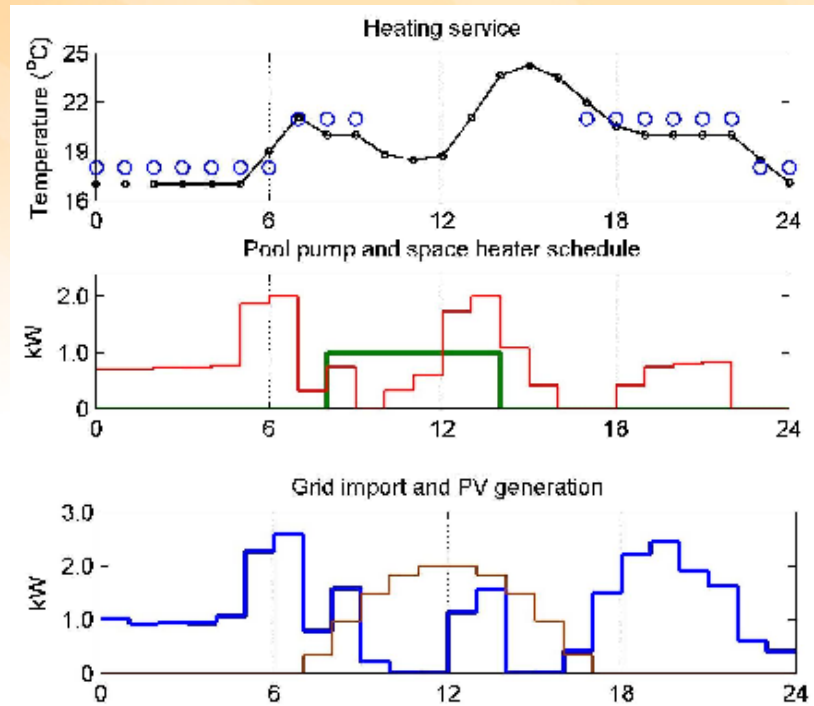 Heating service
Temperature (°C)
25
22
19
16
0 6 12 18 24
Pool pump and space heater schedule
kW
2.0
1.0
0
0 6 12 18 24
Grid import and PV generation
kW
3.0
2.0
1.0
0
0 6 12 18 24